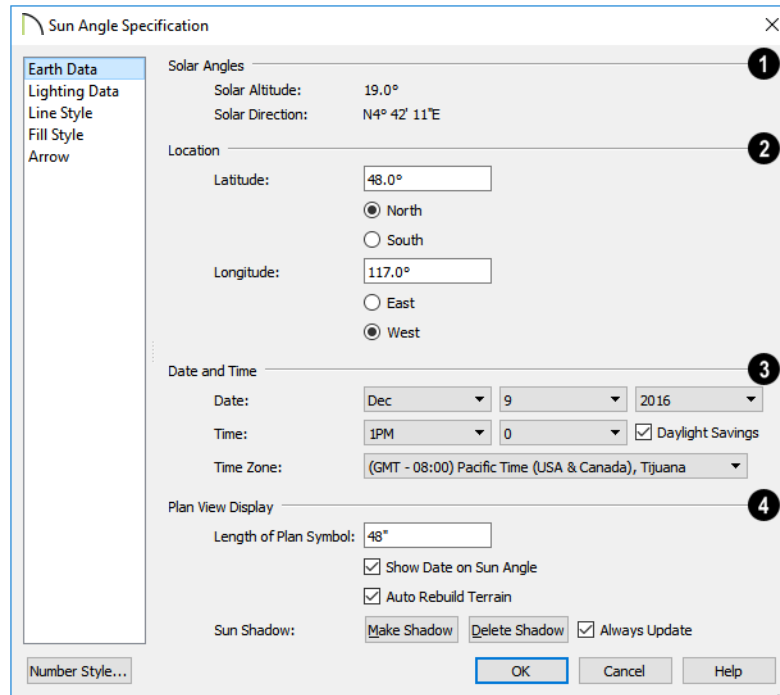 Sun Angle Specification
Earth Data
Lighting Data
Line Style
Fill Style
Arrow
Solar Angles 1
Solar Altitude: 19.0°
Solar Direction: N4° 42' 11"E
Location 2
Latitude: 48.0°
North
South
Longitude: 117.0°
East
West
Date and Time 3
Date: Dec 9 2016
Time: 1PM 0 Daylight Savings
Time Zone: (GMT - 08:00) Pacific Time (USA & Canada), Tijuana
Plan View Display 4
Length of Plan Symbol: 48"
Show Date on Sun Angle
Auto Rebuild Terrain
Sun Shadow: Make Shadow Delete Shadow Always Update
Number Style... OK Cancel Help